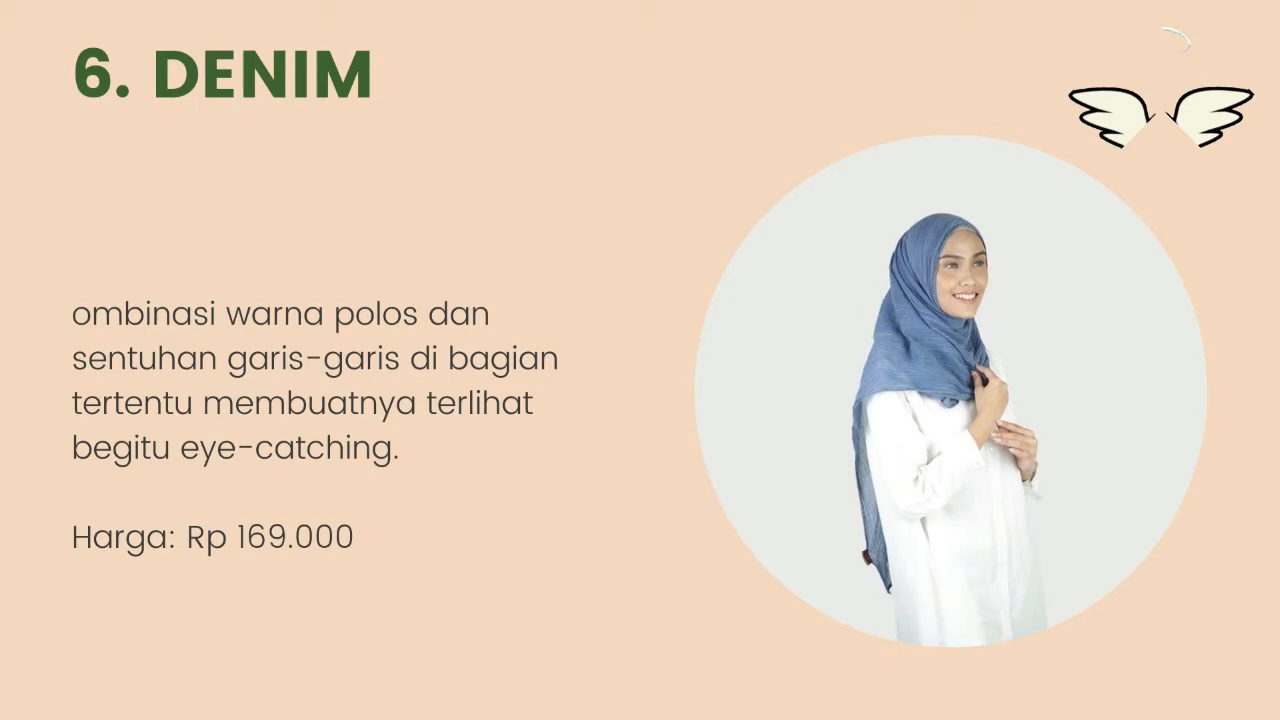 6. DENIM
ombinasi warna polos dan
sentuhan garis-garis di bagian
tertentu membuatnya terlihat
begitu eye-catching.
Harga: Rp 169.000